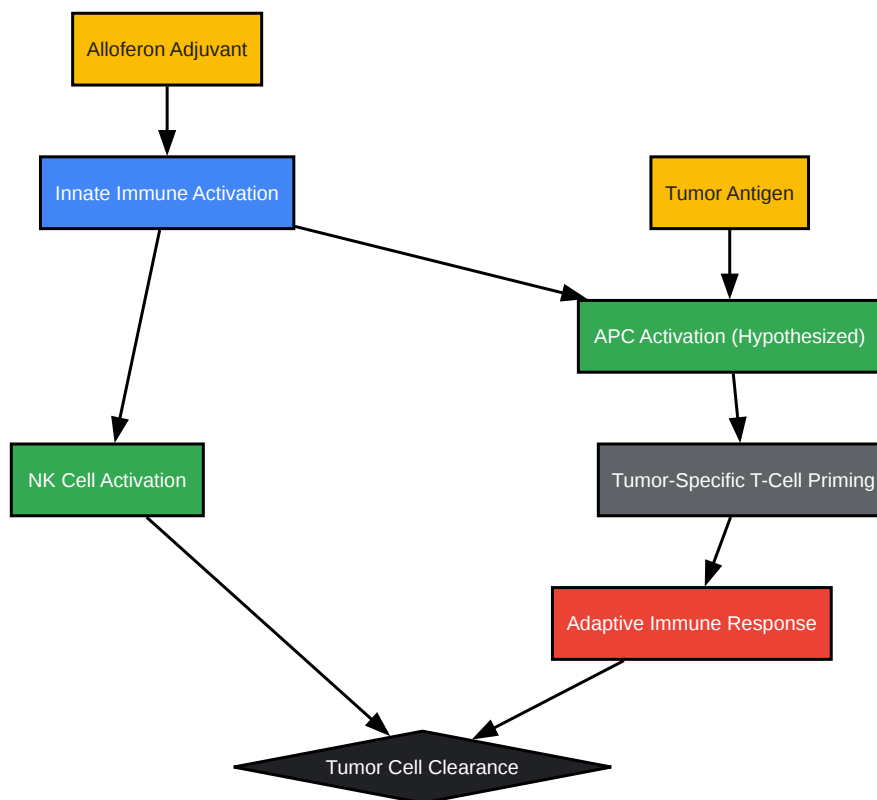 Alloferon Adjuvant
Innate Immune Activation
Tumor Antigen
APC Activation (Hypothesized)
NK Cell Activation
Tumor-Specific T-Cell Priming
Adaptive Immune Response
Tumor Cell Clearance